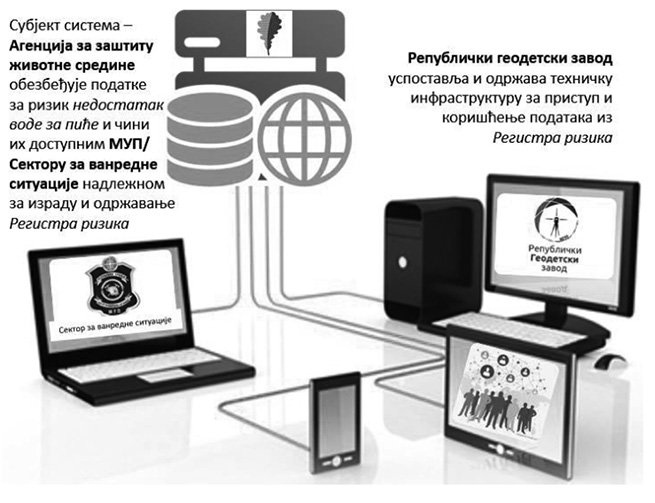 Субјект система –
Агенција за заштиту
животне средине
обезбеђује податке
за ризик недостатак
воде за пиће и чини
их доступним МУП/
Сектору за ванредне
ситуације надлежном
за израду и одржавање
Регистра ризика
Републички геодетски завод
успоставља и одржава техничку
инфраструктуру за приступ и
коришћење података из
Регистра ризика
Сектор за ванредне ситуације
Републички
Геодетски
завод